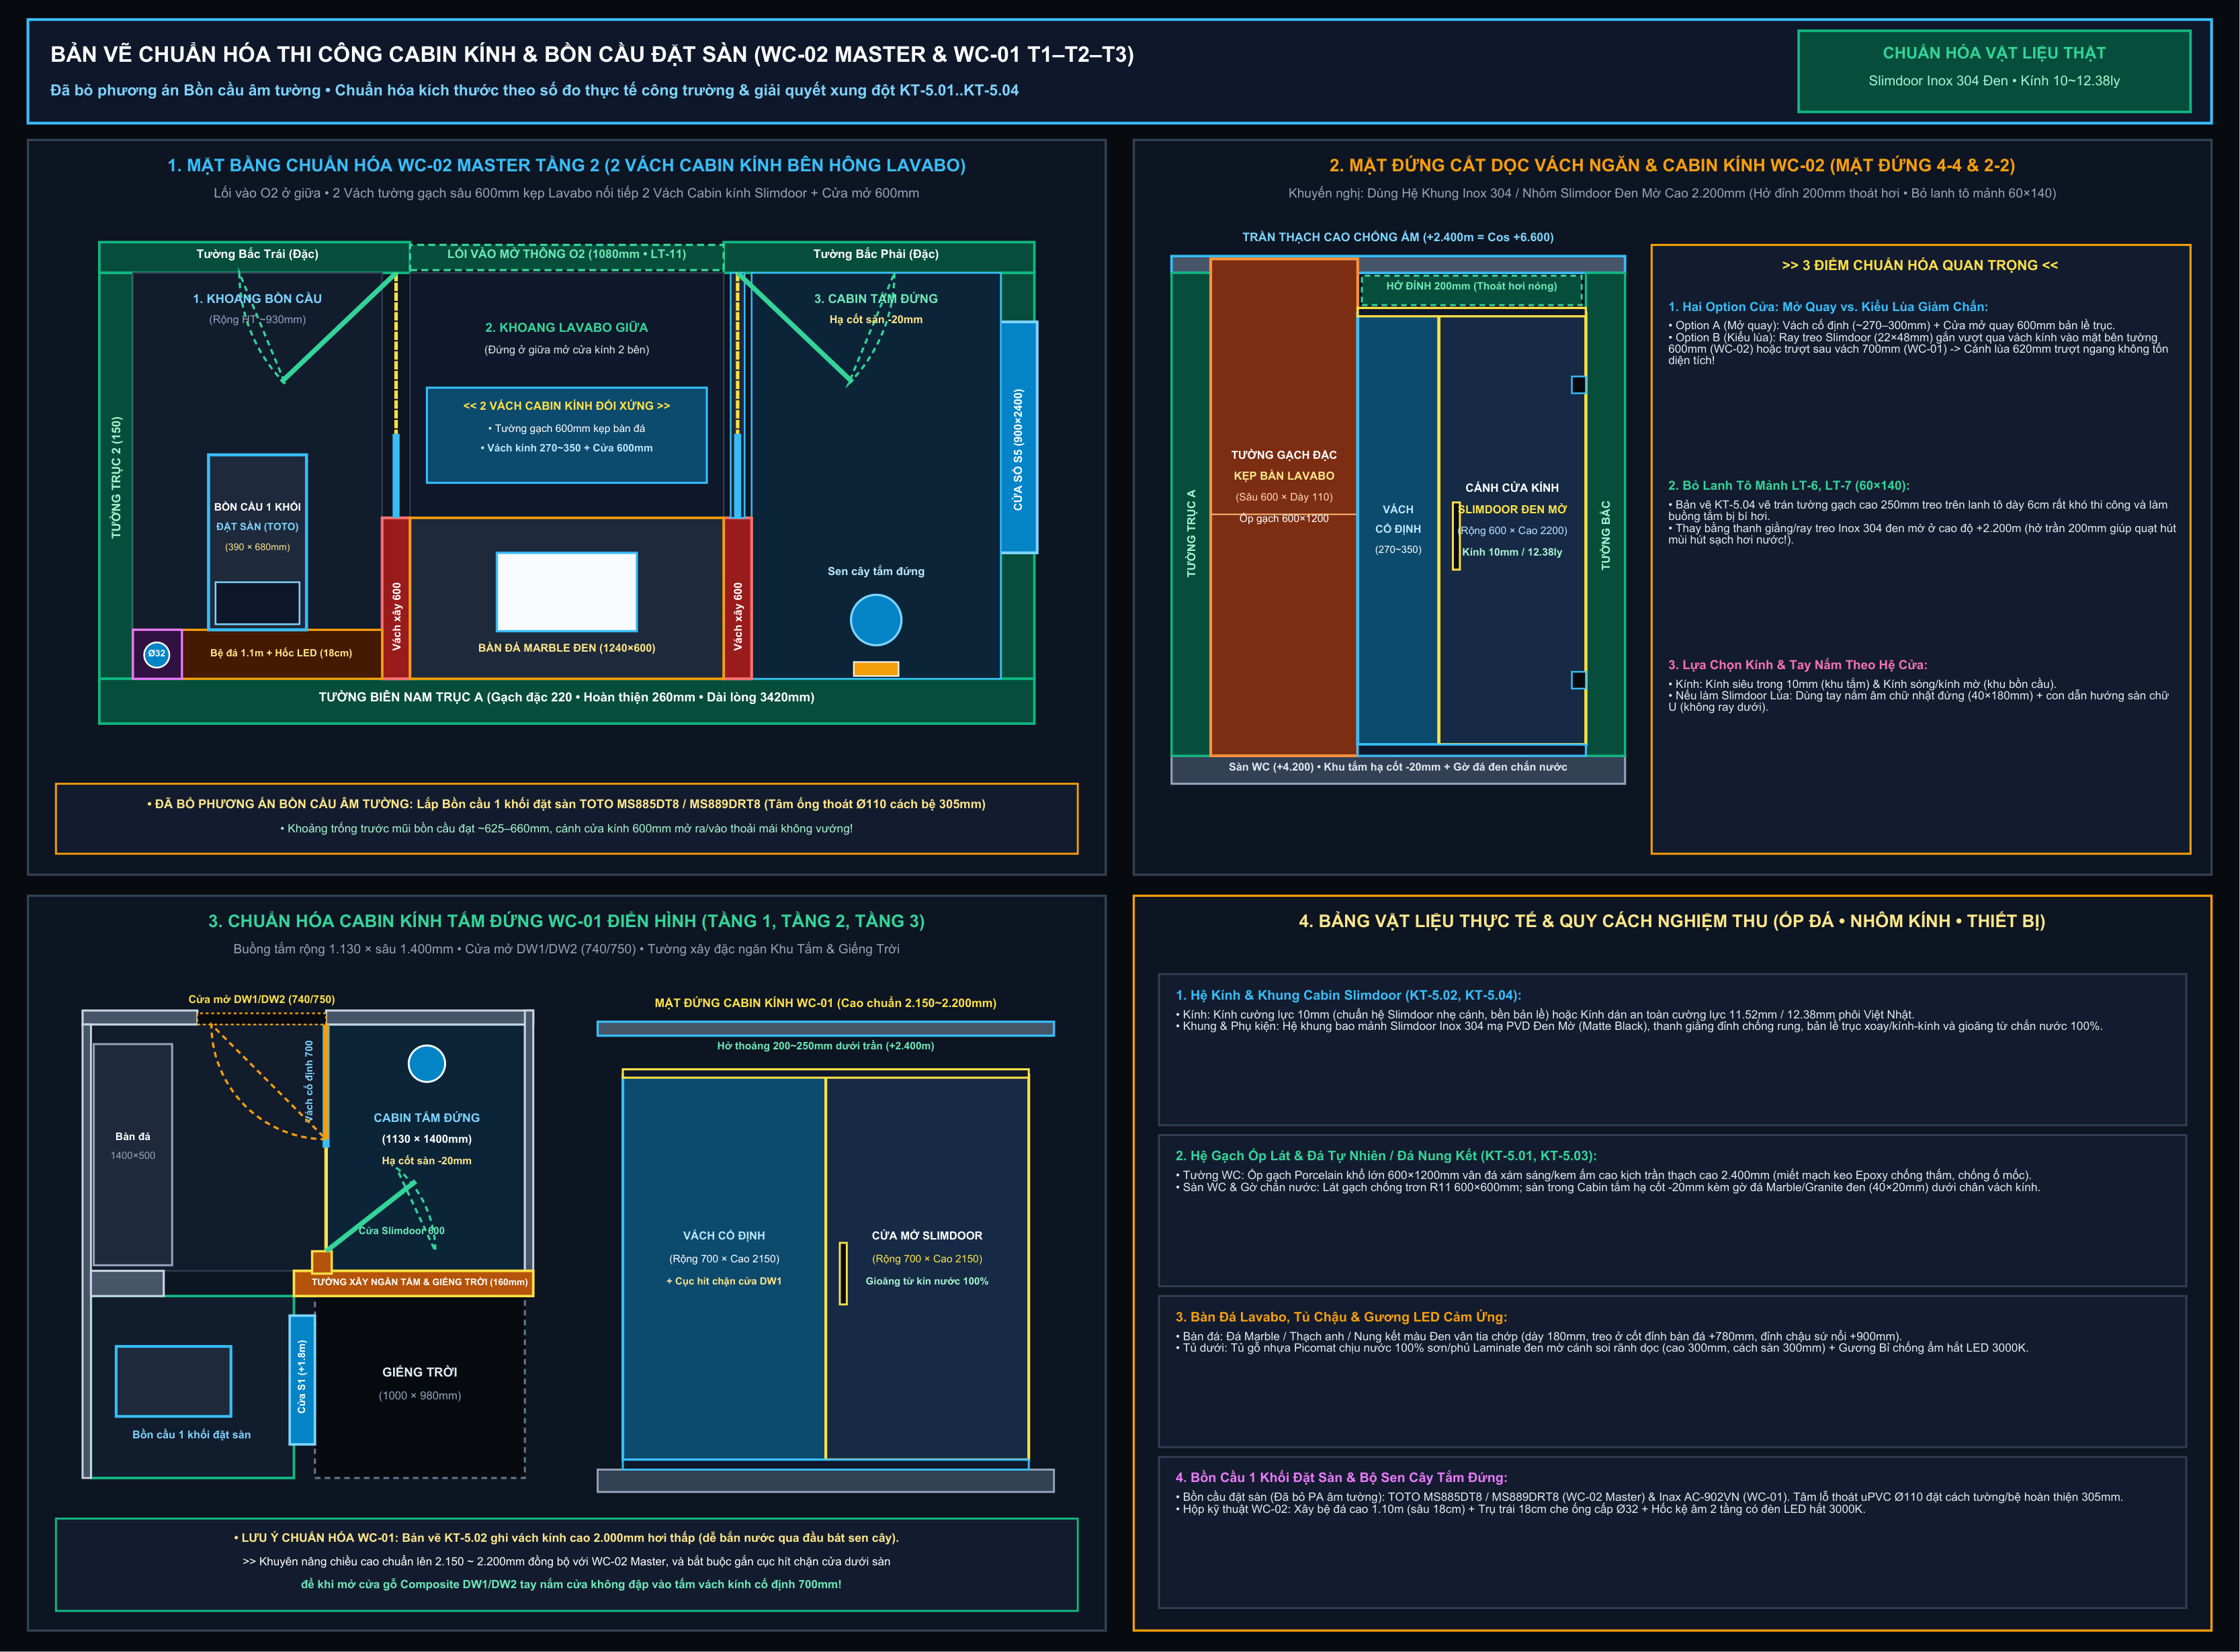 BẢN VẼ CHUẨN HÓA THI CÔNG CABIN KÍNH & BỒN CẦU ĐẶT SÀN (WC-02 MASTER & WC-01 T1–T2–T3)
Đã bỏ phương án Bồn cầu âm tường • Chuẩn hóa kích thước theo số đo thực tế công trường & giải quyết xung đột KT-5.01..KT-5.04
CHUẨN HÓA VẬT LIỆU THẬT
Slimdoor Inox 304 Đen • Kính 10~12.38ly
1. MẶT BẰNG CHUẨN HÓA WC-02 MASTER TẦNG 2 (2 VÁCH CABIN KÍNH BÊN HÔNG LAVABO)
Lối vào O2 ở giữa • 2 Vách tường gạch sâu 600mm kẹp Lavabo nối tiếp 2 Vách Cabin kính Slimdoor + Cửa mở 600mm
Tường Bắc Trái (Đặc)
LỐI VÀO MỞ THÔNG O2 (1080mm • LT-11)
Tường Bắc Phải (Đặc)
1. KHOANG BỒN CẦU
(Rộng HT ~930mm)
2. KHOANG LAVABO GIỮA
(Đứng ở giữa mở cửa kính 2 bên)
3. CABIN TẮM ĐỨNG
Hạ cốt sàn -20mm
<< 2 VÁCH CABIN KÍNH ĐỐI XỨNG >>
• Tường gạch 600mm kẹp bàn đá
• Vách kính 270~350 + Cửa 600mm
TƯỜNG TRỤC 2 (150)
CỬA SỔ S5 (900×2400)
BỒN CẦU 1 KHỐI
ĐẶT SÀN (TOTO)
(390 × 680mm)
Sen cây tắm đứng
Ø32
Bệ đá 1.1m + Hốc LED (18cm)
Vách xây 600
BÀN ĐÁ MARBLE ĐEN (1240×600)
Vách xây 600
TƯỜNG BIÊN NAM TRỤC A (Gạch đặc 220 • Hoàn thiện 260mm • Dài lòng 3420mm)
• ĐÃ BỎ PHƯƠNG ÁN BỒN CẦU ÂM TƯỜNG: Lắp Bồn cầu 1 khối đặt sàn TOTO MS885DT8 / MS889DRT8 (Tâm ống thoát Ø110 cách bệ 305mm)
• Khoảng trống trước mũi bồn cầu đạt ~625–660mm, cánh cửa kính 600mm mở ra/vào thoải mái không vướng!
2. MẶT ĐỨNG CẮT DỌC VÁCH NGĂN & CABIN KÍNH WC-02 (MẶT ĐỨNG 4-4 & 2-2)
Khuyến nghị: Dùng Hệ Khung Inox 304 / Nhôm Slimdoor Đen Mờ Cao 2.200mm (Hở đỉnh 200mm thoát hơi • Bỏ lanh tô mảnh 60×140)
TRẦN THẠCH CAO CHỐNG ẨM (+2.400m = Cos +6.600)
HỞ ĐỈNH 200mm (Thoát hơi nóng)
TƯỜNG TRỤC A
TƯỜNG GẠCH ĐẶC
KẸP BÀN LAVABO
(Sâu 600 × Dày 110)
Ốp gạch 600×1200
VÁCH
CỐ ĐỊNH
(270~350)
CÁNH CỬA KÍNH
SLIMDOOR ĐEN MỜ
(Rộng 600 × Cao 2200)
Kính 10mm / 12.38ly
TƯỜNG BẮC
Sàn WC (+4.200) • Khu tắm hạ cốt -20mm + Gờ đá đen chắn nước
>> 3 ĐIỂM CHUẨN HÓA QUAN TRỌNG <<
1. Hai Option Cửa: Mở Quay vs. Kiểu Lùa Giảm Chấn:
• Option A (Mở quay): Vách cố định (~270–300mm) + Cửa mở quay 600mm bản lề trục.
• Option B (Kiểu lùa): Ray treo Slimdoor (22×48mm) gắn vượt qua vách kính vào mặt bên tường
600mm (WC-02) hoặc trượt sau vách 700mm (WC-01) -> Cánh lùa 620mm trượt ngang không tốn
diện tích!
2. Bỏ Lanh Tô Mảnh LT-6, LT-7 (60×140):
• Bản vẽ KT-5.04 vẽ trán tường gạch cao 250mm treo trên lanh tô dày 6cm rất khó thi công và làm
buồng tắm bị bí hơi.
• Thay bằng thanh giằng/ray treo Inox 304 đen mờ ở cao độ +2.200m (hở trần 200mm giúp quạt hút
mùi hút sạch hơi nước!).
3. Lựa Chọn Kính & Tay Nắm Theo Hệ Cửa:
• Kính: Kính siêu trong 10mm (khu tắm) & Kính sóng/kính mờ (khu bồn cầu).
• Nếu làm Slimdoor Lùa: Dùng tay nắm âm chữ nhật đứng (40×180mm) + con dẫn hướng sàn chữ
U (không ray dưới).
3. CHUẨN HÓA CABIN KÍNH TẮM ĐỨNG WC-01 ĐIỂN HÌNH (TẦNG 1, TẦNG 2, TẦNG 3)
Buồng tắm rộng 1.130 × sâu 1.400mm • Cửa mở DW1/DW2 (740/750) • Tường xây đặc ngăn Khu Tắm & Giếng Trời
Cửa mở DW1/DW2 (740/750)
Vách cố định 700
Bàn đá
1400×500
CABIN TẮM ĐỨNG
(1130 × 1400mm)
Hạ cốt sàn -20mm
Cửa Slimdoor 600
TƯỜNG XÂY NGĂN TẮM & GIẾNG TRỜI (160mm)
Cửa S1 (+1.8m)
GIẾNG TRỜI
(1000 × 980mm)
Bồn cầu 1 khối đặt sàn
MẶT ĐỨNG CABIN KÍNH WC-01 (Cao chuẩn 2.150~2.200mm)
Hở thoáng 200~250mm dưới trần (+2.400m)
VÁCH CỐ ĐỊNH
(Rộng 700 × Cao 2150)
+ Cục hít chặn cửa DW1
CỬA MỞ SLIMDOOR
(Rộng 700 × Cao 2150)
Gioăng từ kín nước 100%
• LƯU Ý CHUẨN HÓA WC-01: Bản vẽ KT-5.02 ghi vách kính cao 2.000mm hơi thấp (dễ bắn nước qua đầu bát sen cây).
>> Khuyên nâng chiều cao chuẩn lên 2.150 ~ 2.200mm đồng bộ với WC-02 Master, và bắt buộc gắn cục hít chặn cửa dưới sàn
để khi mở cửa gỗ Composite DW1/DW2 tay nắm cửa không đập vào tấm vách kính cố định 700mm!
4. BẢNG VẬT LIỆU THỰC TẾ & QUY CÁCH NGHIỆM THU (ỐP ĐÁ • NHÔM KÍNH • THIẾT BỊ)
1. Hệ Kính & Khung Cabin Slimdoor (KT-5.02, KT-5.04):
• Kính: Kính cường lực 10mm (chuẩn hệ Slimdoor nhẹ cánh, bền bản lề) hoặc Kính dán an toàn cường lực 11.52mm / 12.38mm phôi Việt Nhật.
• Khung & Phụ kiện: Hệ khung bao mảnh Slimdoor Inox 304 mạ PVD Đen Mờ (Matte Black), thanh giằng đỉnh chống rung, bản lề trục xoay/kính-kính và gioăng từ chắn nước 100%.
2. Hệ Gạch Ốp Lát & Đá Tự Nhiên / Đá Nung Kết (KT-5.01, KT-5.03):
• Tường WC: Ốp gạch Porcelain khổ lớn 600×1200mm vân đá xám sáng/kem ấm cao kịch trần thạch cao 2.400mm (miết mạch keo Epoxy chống thấm, chống ố mốc).
• Sàn WC & Gờ chắn nước: Lát gạch chống trơn R11 600×600mm; sàn trong Cabin tắm hạ cốt -20mm kèm gờ đá Marble/Granite đen (40×20mm) dưới chân vách kính.
3. Bàn Đá Lavabo, Tủ Chậu & Gương LED Cảm Ứng:
• Bàn đá: Đá Marble / Thạch anh / Nung kết màu Đen vân tia chớp (dày 180mm, treo ở cốt đỉnh bàn đá +780mm, đỉnh chậu sứ nổi +900mm).
• Tủ dưới: Tủ gỗ nhựa Picomat chịu nước 100% sơn/phủ Laminate đen mờ cánh soi rãnh dọc (cao 300mm, cách sàn 300mm) + Gương Bỉ chống ẩm hắt LED 3000K.
4. Bồn Cầu 1 Khối Đặt Sàn & Bộ Sen Cây Tắm Đứng:
• Bồn cầu đặt sàn (Đã bỏ PA âm tường): TOTO MS885DT8 / MS889DRT8 (WC-02 Master) & Inax AC-902VN (WC-01). Tâm lỗ thoát uPVC Ø110 đặt cách tường/bệ hoàn thiện 305mm.
• Hộp kỹ thuật WC-02: Xây bệ đá cao 1.10m (sâu 18cm) + Trụ trái 18cm che ống cấp Ø32 + Hốc kệ âm 2 tầng có đèn LED hắt 3000K.